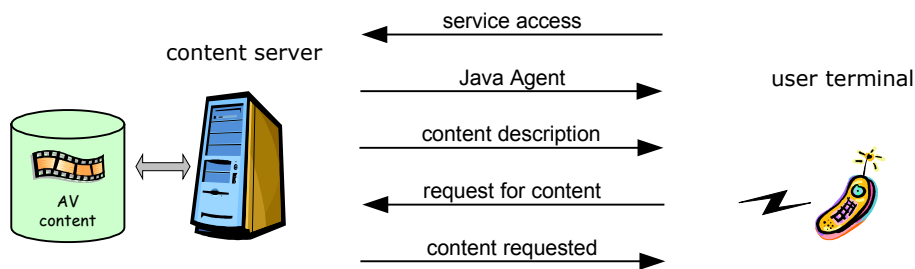 service access
content server
Java Agent
user terminal
content description
request for content
AV
content
content requested